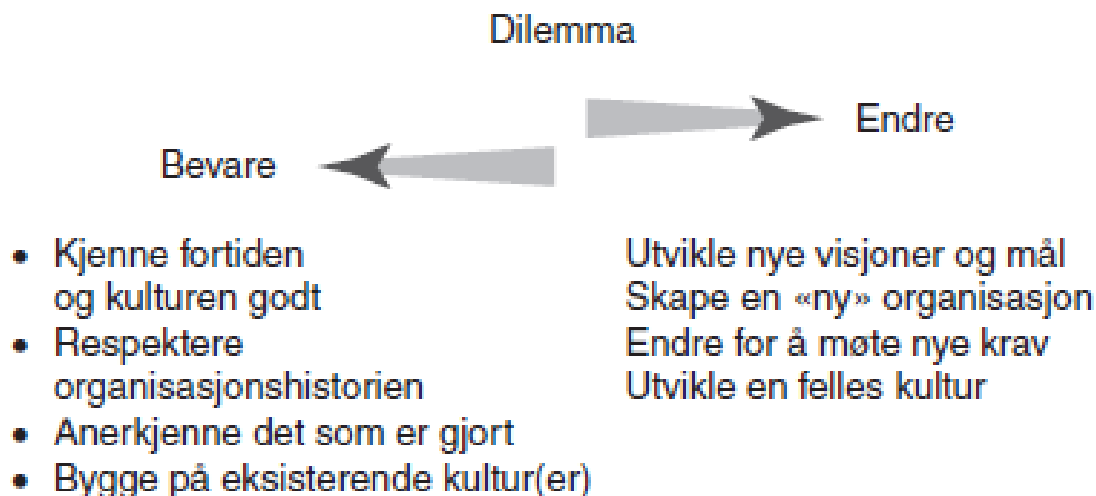 Dilemma
Endre
Bevare
• Kjenne fortiden
og kulturen godt
• Respektere
organisasjonshistorien
• Anerkjenne det som er gjort
• Bygge på eksisterende kultur(er)
Utvikle nye visjoner og mål
Skape en «ny» organisasjon
Endre for å møte nye krav
Utvikle en felles kultur